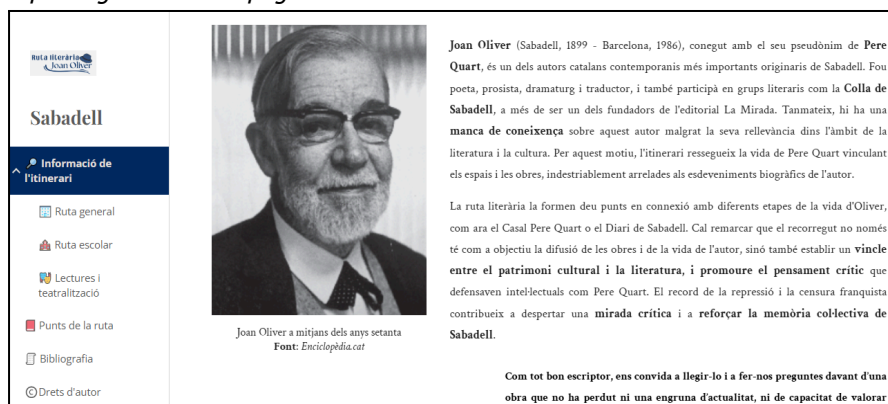 Ruta literària
Joan Oliver
Sabadell
Informació de
l'itinerari
Ruta general
Ruta escolar
Lectures i
teatralització
Punts de la ruta
Bibliografia
Drets d'autor
Joan Oliver a mitjans dels anys setanta
Font: Enciclopèdia.cat
Joan Oliver (Sabadell, 1899 - Barcelona, 1986), conegut amb el seu pseudònim de Pere
Quart, és un dels autors catalans contemporanis més importants originaris de Sabadell. Fou
poeta, prosista, dramaturg i traductor, i també participà en grups literaris com la Colla de
Sabadell, a més de ser un dels fundadors de l'editorial La Mirada. Tanmateix, hi ha una
manca de coneixença sobre aquest autor malgrat la seva rellevància dins l'àmbit de la
literatura i la cultura. Per aquest motiu, l'itinerari ressegueix la vida de Pere Quart vinculant
els espais i les obres, indestriablement arrelades als esdeveniments biogràfics de l'autor.
La ruta literària la formen deu punts en connexió amb diferents etapes de la vida d'Oliver,
com ara el Casal Pere Quart o el Diari de Sabadell. Cal remarcar que el recorregut no només
té com a objectiu la difusió de les obres i de la vida de l'autor, sinó també establir un vincle
entre el patrimoni cultural i la literatura, i promoure el pensament crític que
defensaven intel·lectuals com Pere Quart. El record de la repressió i la censura franquista
contribueix a despertar una mirada crítica i a reforçar la memòria col·lectiva de
Sabadell.
Com tot bon escriptor, ens convida a llegir-lo i a fer-nos preguntes davant d'una
obra que no ha perdut ni una engruna d'actualitat, ni de capacitat de valorar